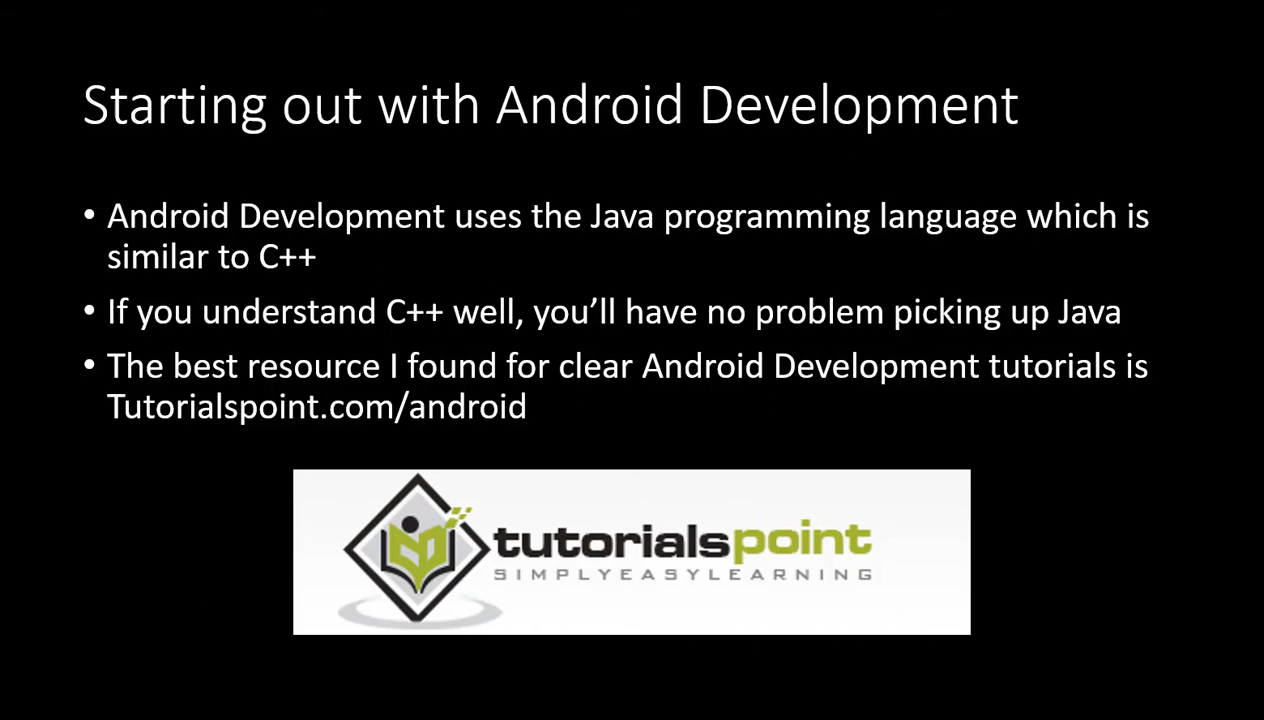 Starting out with Android Development
• Android Development uses the Java programming language which is
similar to C++
• If you understand C++ well, you’ll have no problem picking up Java
• The best resource I found for clear Android Development tutorials is
Tutorialspoint.com/android
tutorialspoint
SIMPLYEASYLEARNING